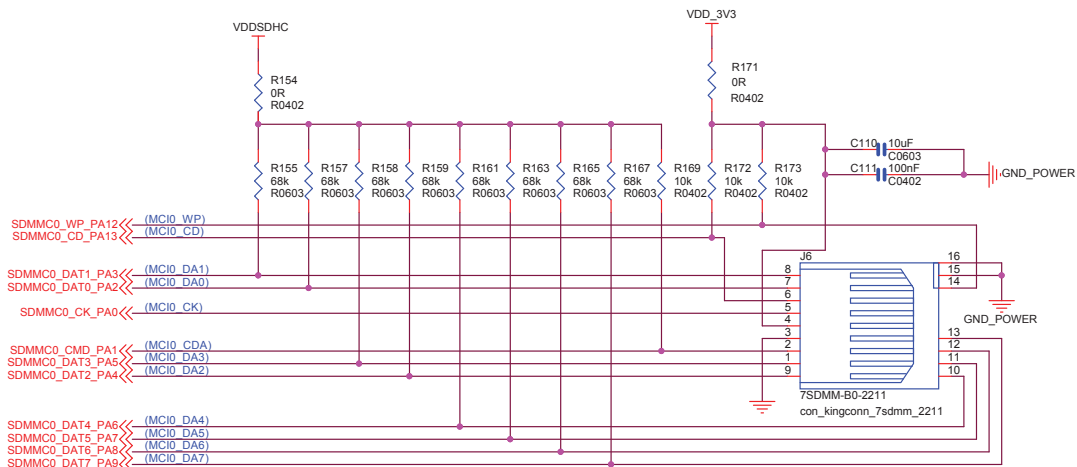 VDD_3V3
VDDSDHC
R154
0R
R0402
R171
0R
R0402
C110 10uF
C0603
C111 100nF
C0402
GND_POWER
R155
68k
R0603
R157
68k
R0603
R158
68k
R0603
R159
68k
R0603
R161
68k
R0603
R163
68k
R0603
R165
68k
R0603
R167
68k
R0603
R169
10k
R0402
R172
10k
R0402
R173
10k
R0402
SDMMC0_WP_PA12 (MCI0_WP)
SDMMC0_CD_PA13 (MCI0_CD)
SDMMC0_DAT1_PA3 (MCI0_DA1)
SDMMC0_DAT0_PA2 (MCI0_DA0)
SDMMC0_CK_PA0 (MCI0_CK)
SDMMC0_CMD_PA1 (MCI0_CDA)
SDMMC0_DAT3_PA5 (MCI0_DA3)
SDMMC0_DAT2_PA4 (MCI0_DA2)
SDMMC0_DAT4_PA6 (MCI0_DA4)
SDMMC0_DAT5_PA7 (MCI0_DA5)
SDMMC0_DAT6_PA8 (MCI0_DA6)
SDMMC0_DAT7_PA9 (MCI0_DA7)
J6
8
7
6
5
4
3
2
1
9
16
15
14
13
12
11
10
GND_POWER
7SDMM-B0-2211
con_kingconn_7sdmm_2211